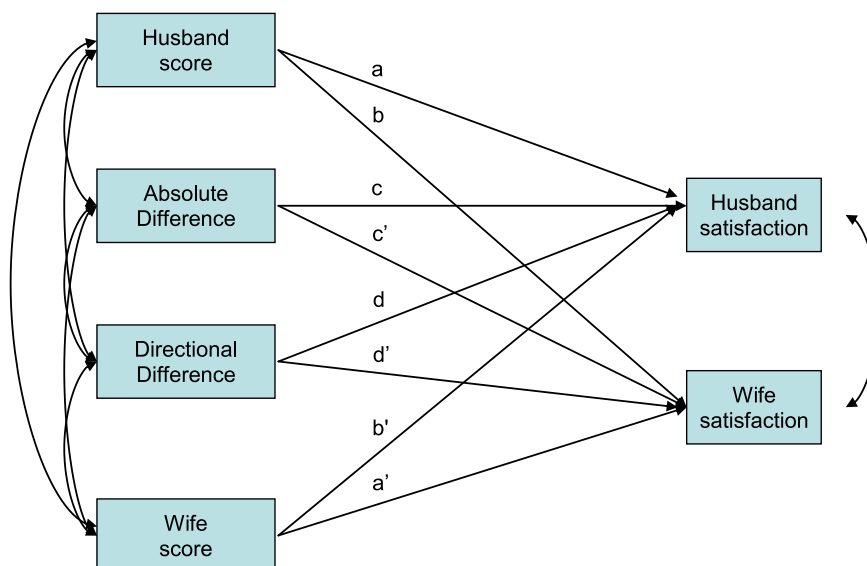 Husband
score
a
b
Absolute
Difference
c
c’
Husband
satisfaction
Directional
Difference
d
d’
Wife
satisfaction
b'
a’
Wife
score